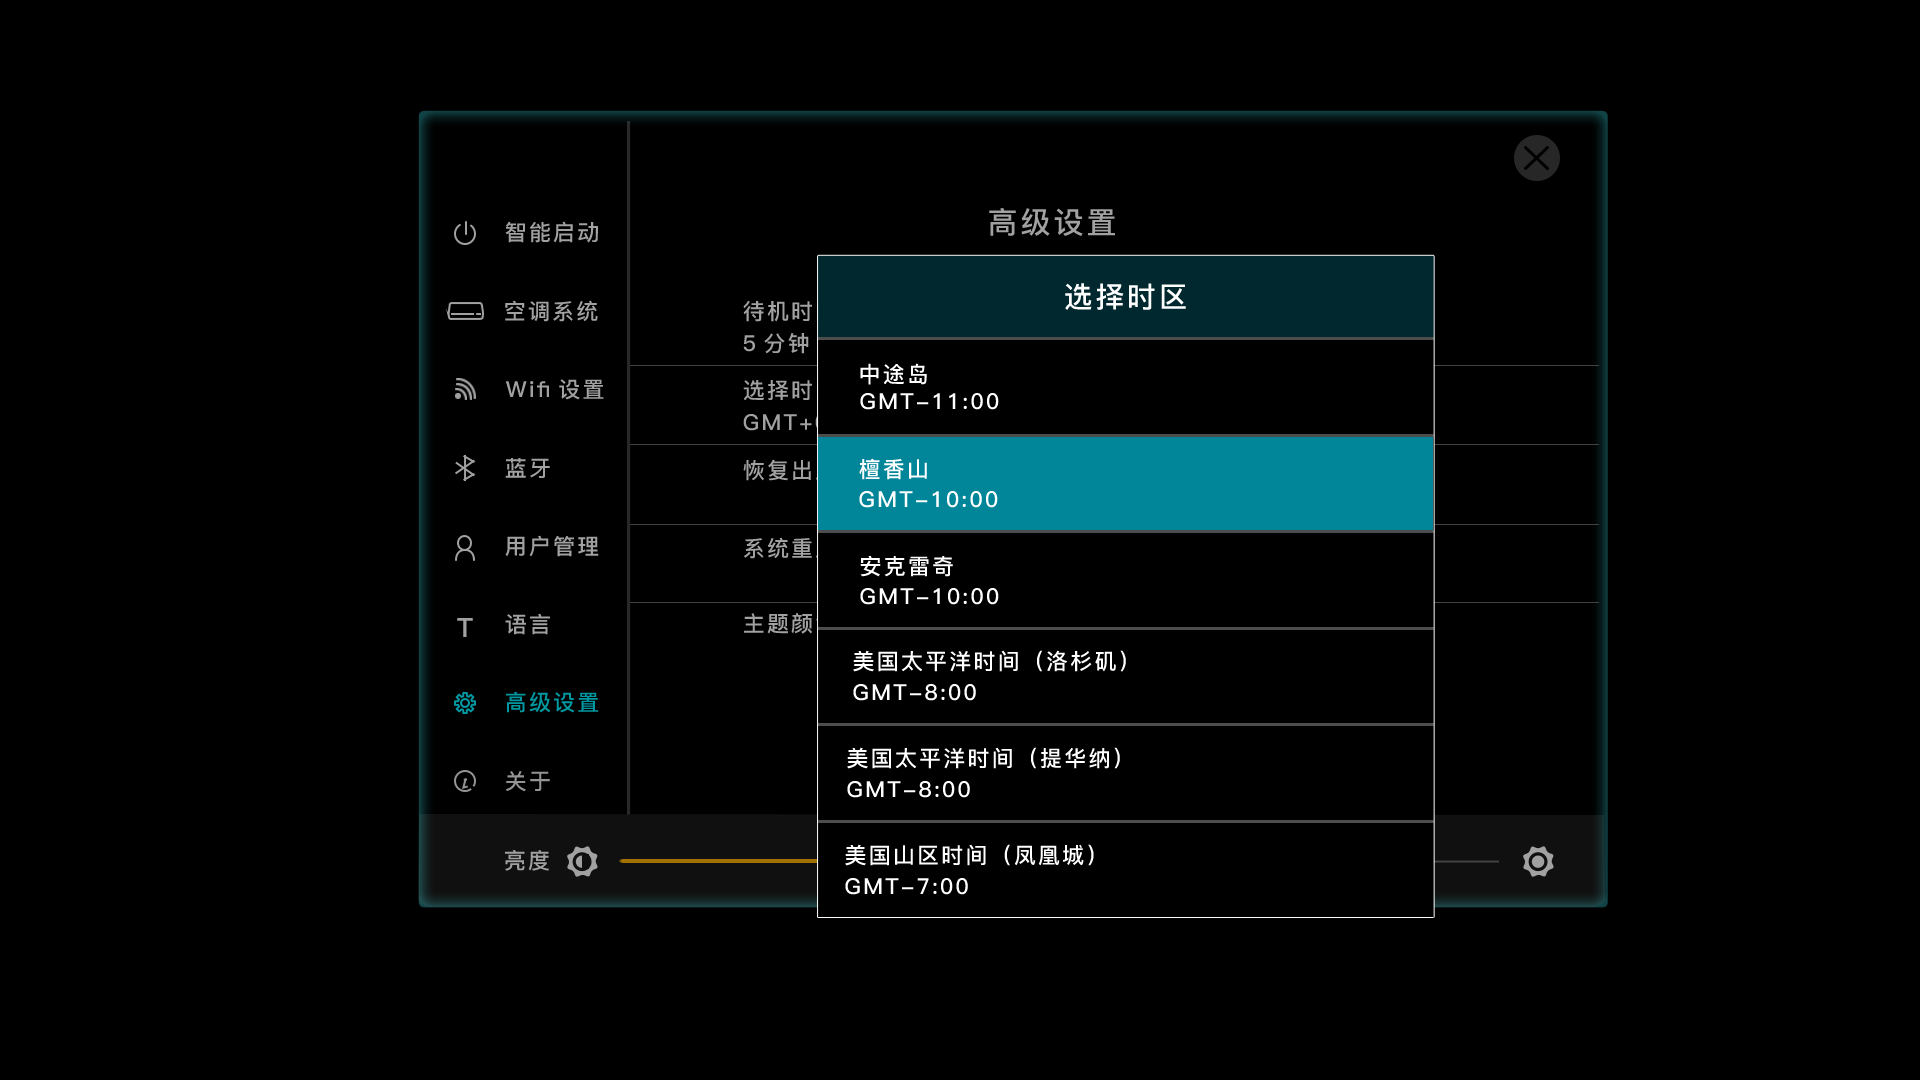 智能启动
空调系统
Wifi 设置
蓝牙
用户管理
语言
高级设置
关于
高级设置
待机时
5 分钟
选择时
GMT+
恢复出
系统重
主题颜
选择时区
中途岛
GMT-11:00
檀香山
GMT-10:00
安克雷奇
GMT-10:00
美国太平洋时间（洛杉矶）
GMT-8:00
美国太平洋时间（提华纳）
GMT-8:00
美国山区时间（凤凰城）
GMT-7:00
亮度